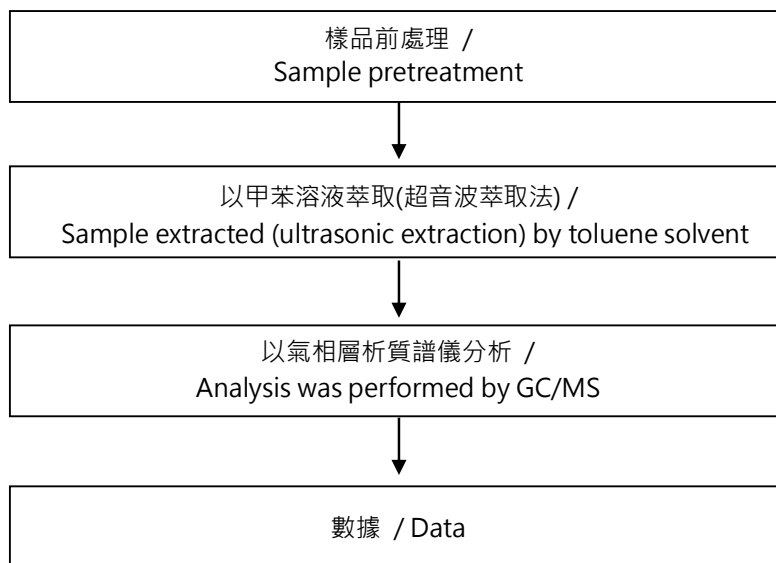 樣品前處理 /
Sample pretreatment
以甲苯溶液萃取(超音波萃取法) /
Sample extracted (ultrasonic extraction) by toluene solvent
以氣相層析質譜儀分析 /
Analysis was performed by GC/MS
數據 / Data